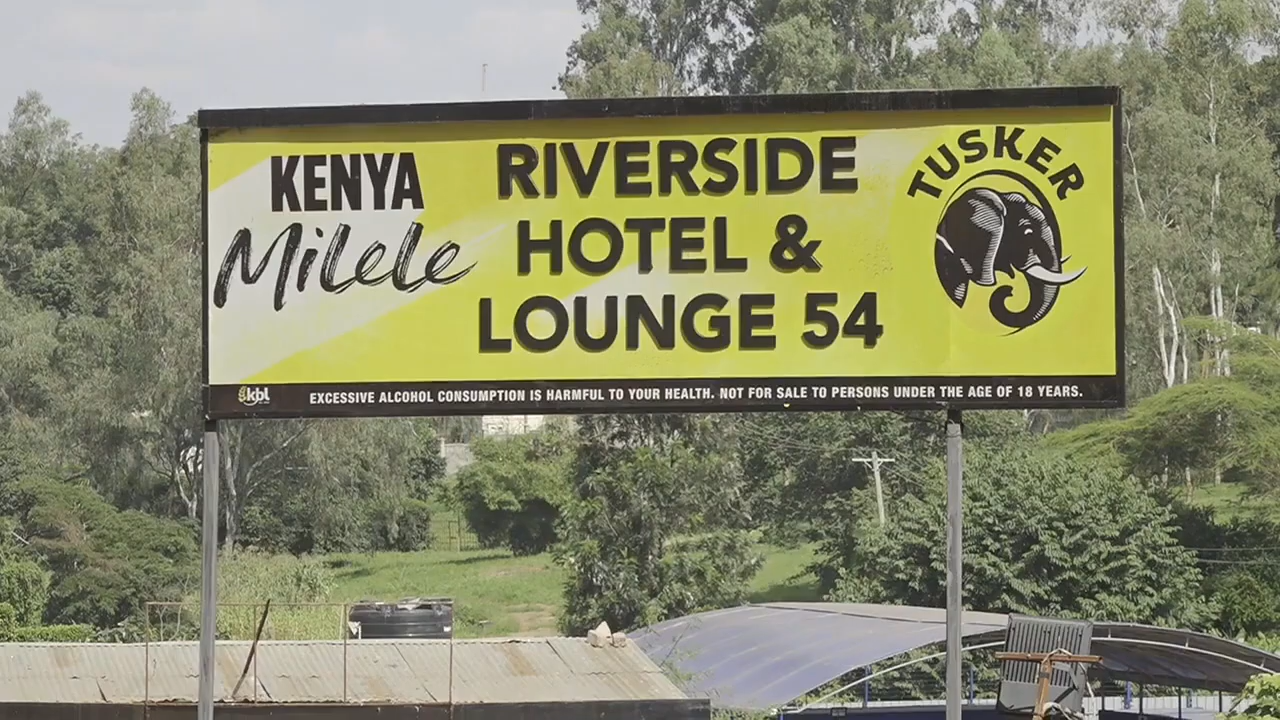 KENYA
Milele
RIVERSIDE
HOTEL &
LOUNGE 54
TUSKER
kbl
EXCESSIVE ALCOHOL CONSUMPTION IS HARMFUL TO YOUR HEALTH. NOT FOR SALE TO PERSONS UNDER THE AGE OF 18 YEARS.